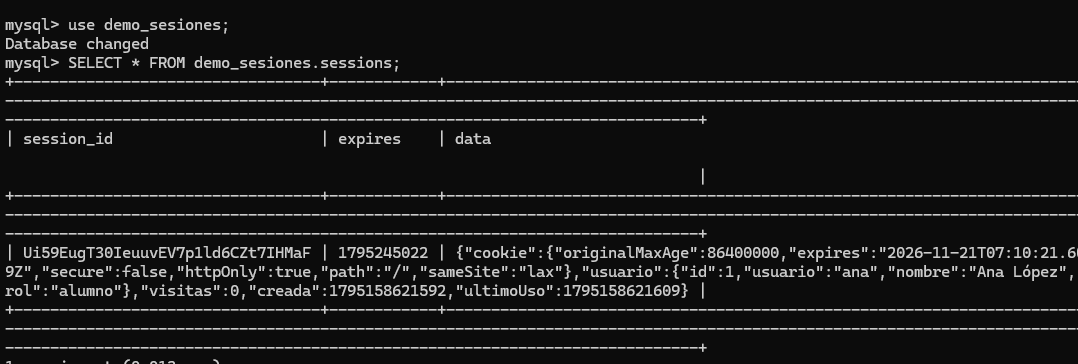 mysql> use demo_sesiones;
Database changed
mysql> SELECT * FROM demo_sesiones.sessions;
| session_id | expires | data
|
| Ui59EugT30IeuuvEV7p1ld6CZt7IHMaF | 1795245022 | {"cookie":{"originalMaxAge":86400000,"expires":"2026-11-21T07:10:21.60
9Z","secure":false,"httpOnly":true,"path":"/","sameSite":"lax"},"usuario":{"id":1,"usuario":"ana","nombre":"Ana López",
rol":"alumno"},"visitas":0,"creada":1795158621592,"ultimoUso":1795158621609} |